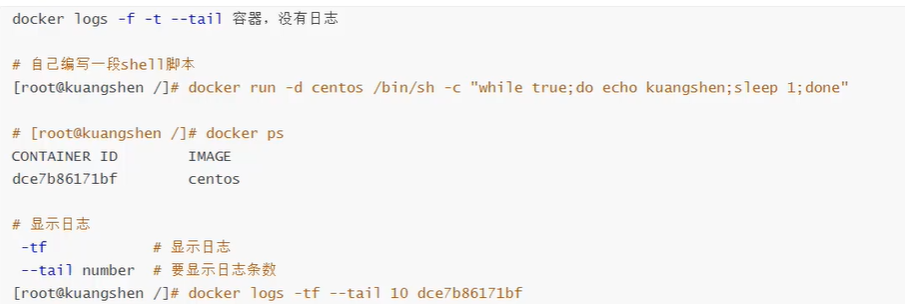 docker logs -f -t --tail 容器，没有日志
# 自己编写一段shell脚本
[root@kuangshen /]# docker run -d centos /bin/sh -c "while true;do echo kuangshen;sleep 1;done"
# [root@kuangshen /]# docker ps
CONTAINER ID        IMAGE
dce7b86171bf        centos
# 显示日志
 -tf            # 显示日志
 --tail number  # 要显示日志条数
[root@kuangshen /]# docker logs -tf --tail 10 dce7b86171bf